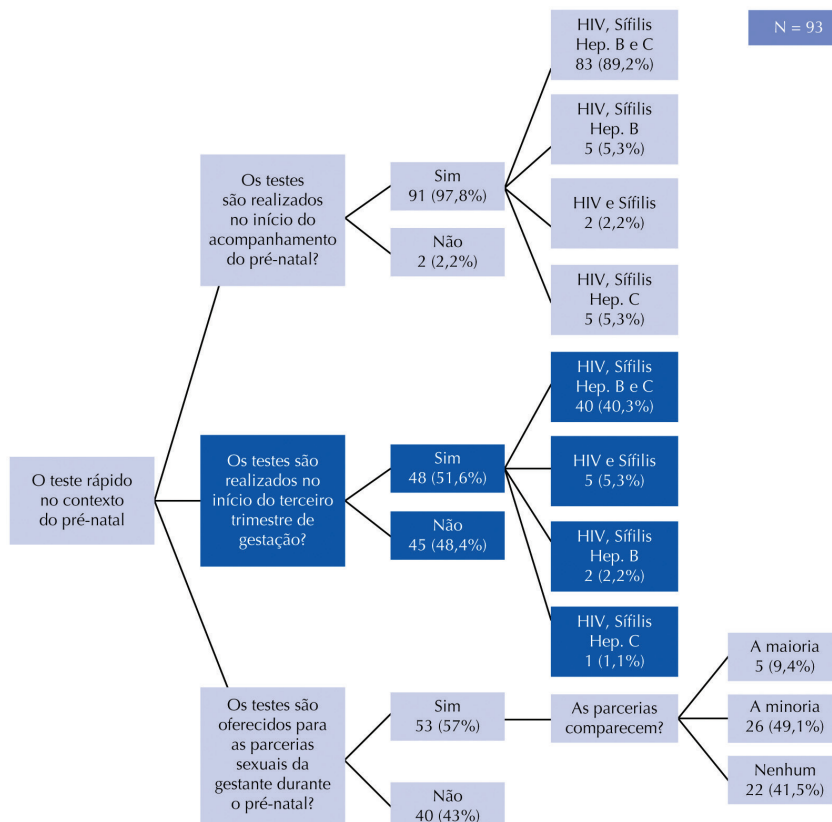 N = 93
O teste rápido
no contexto
do pré-natal
Os testes
são realizados
no início do
acompanhamento
do pré-natal?
Sim
91 (97,8%)
Não
2 (2,2%)
HIV, Sífilis
Hep. B e C
83 (89,2%)
HIV, Sífilis
Hep. B
5 (5,3%)
HIV e Sífilis
2 (2,2%)
HIV, Sífilis
Hep. C
5 (5,3%)
Os testes são
realizados no
início do terceiro
trimestre de
gestação?
Sim
48 (51,6%)
Não
45 (48,4%)
HIV, Sífilis
Hep. B e C
40 (40,3%)
HIV e Sífilis
5 (5,3%)
HIV, Sífilis
Hep. B
2 (2,2%)
HIV, Sífilis
Hep. C
1 (1,1%)
Os testes são
oferecidos para
as parcerias
sexuais da
gestante durante
o pré-natal?
Sim
53 (57%)
Não
40 (43%)
As parcerias
comparecem?
A maioria
5 (9,4%)
A minoria
26 (49,1%)
Nenhum
22 (41,5%)